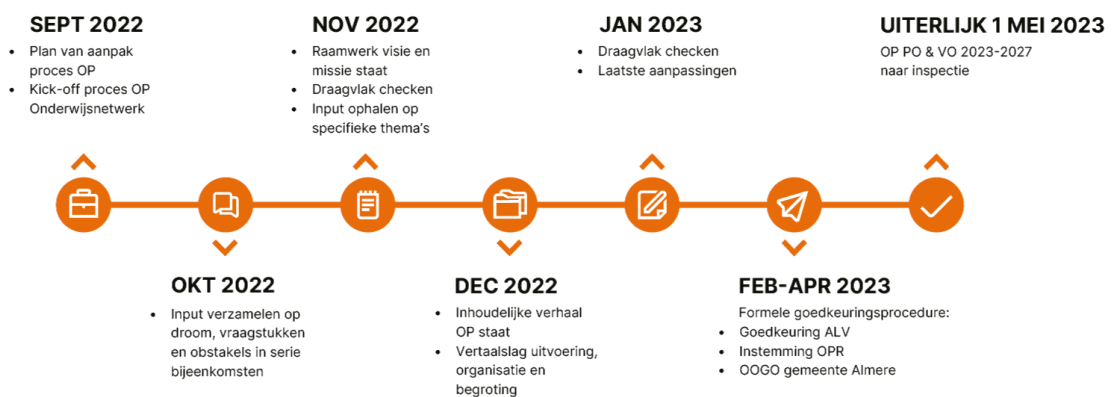 SEPT 2022
• Plan van aanpak
proces OP
• Kick-off proces OP
Onderwijsnetwerk
NOV 2022
• Raamwerk visie en
missie staat
• Draagvlak checken
• Input ophalen op
specifieke thema's
JAN 2023
• Draagvlak checken
• Laatste aanpassingen
UITERLIJK 1 MEI 2023
OP PO & VO 2023-2027
naar inspectie
OKT 2022
• Input verzamelen op
droom, vraagstukken
en obstakels in serie
bijeenkomsten
DEC 2022
• Inhoudelijke verhaal
OP staat
• Vertaalslag uitvoering,
organisatie en
begroting
FEB-APR 2023
Formele goedkeuringsprocedure:
• Goedkeuring ALV
• Instemming OPR
• OOGO gemeente Almere